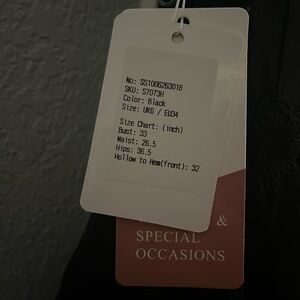 No: SS1006263018
SKU: S7073H
Color: Black
Size: UK6 / EU34
Size Chart: (inch)
Bust: 33
Waist: 26.5
Hips: 36.5
Hollow to Hem(front): 32
&
SPECIAL
OCCASIONS